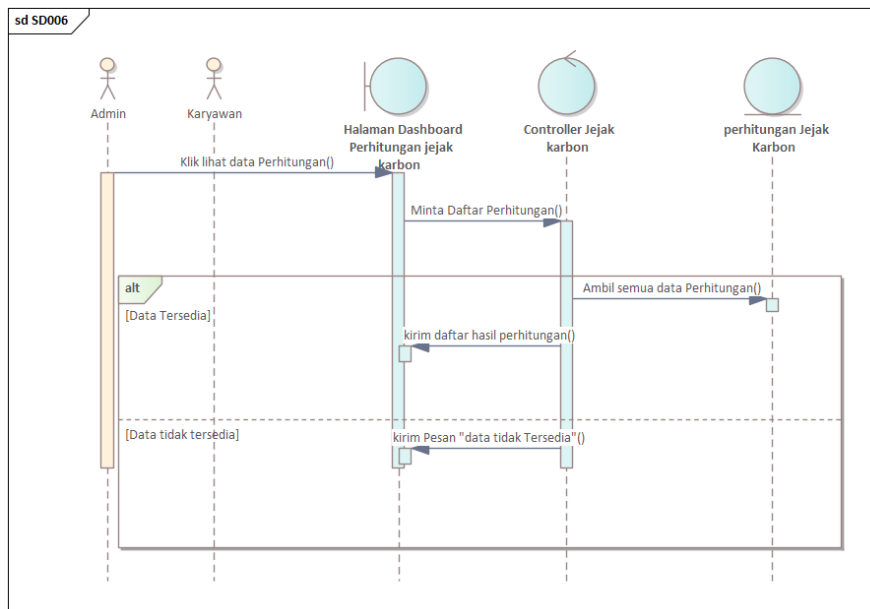 sd SD006
Admin
Karyawan
Halaman Dashboard
Perhitungan jejak
karbon
Controller Jejak
karbon
perhitungan Jejak
Karbon
Klik lihat data Perhitungan()
Minta Daftar Perhitungan()
alt
Ambil semua data Perhitungan()
[Data Tersedia]
kirim daftar hasil perhitungan()
[Data tidak tersedia]
kirim Pesan "data tidak Tersedia"()